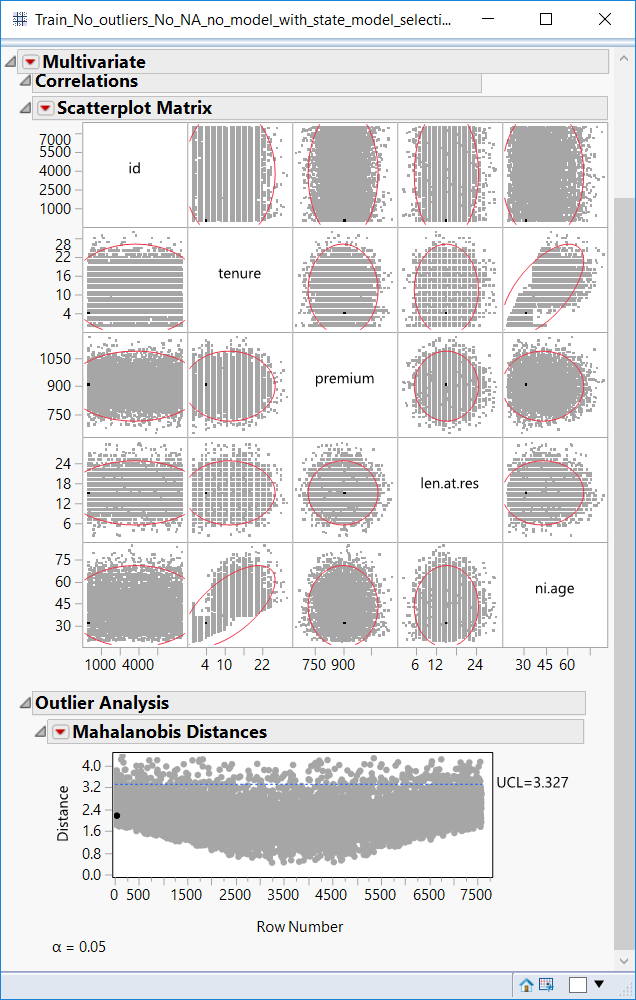 Train_No_outliers_No_NA_no_model_with_state_model_selecti...
Multivariate
Correlations
Scatterplot Matrix
7000
5500
4000
2500
1000
id
28
22
16
10
4
tenure
1050
900
750
premium
24
18
12
6
len.at.res
75
60
45
30
ni.age
1000 4000 4 10 22 750 900 6 12 24 30 45 60
Outlier Analysis
Mahalanobis Distances
4.0
3.2
2.4
1.6
0.8
0.0
Distance
UCL=3.327
0 500 1500 2500 3500 4500 5500 6500 7500
Row Number
α = 0.05